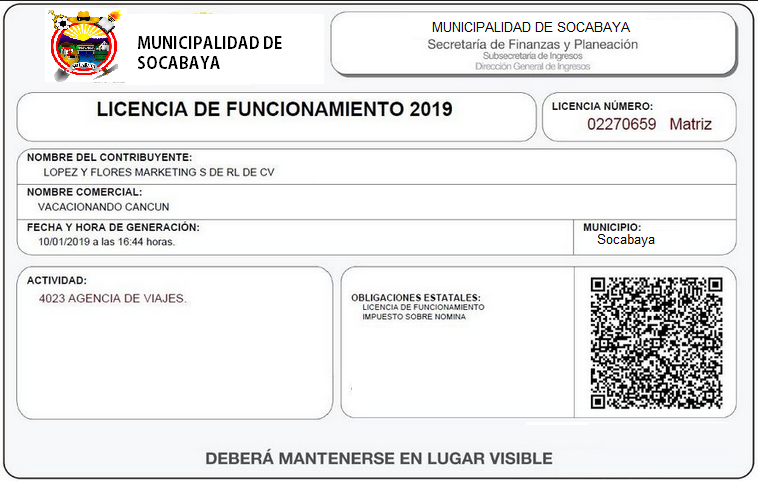 MUNICIPALIDAD DE
SOCABAYA
MUNICIPALIDAD DE SOCABAYA
Secretaría de Finanzas y Planeación
Subsecretaría de Ingresos
Dirección General de Ingresos
LICENCIA DE FUNCIONAMIENTO 2019
LICENCIA NÚMERO:
02270659 Matriz
NOMBRE DEL CONTRIBUYENTE:
LOPEZ Y FLORES MARKETING S DE RL DE CV
NOMBRE COMERCIAL:
VACACIONANDO CANCUN
FECHA Y HORA DE GENERACIÓN:
10/01/2019 a las 16:44 horas.
MUNICIPIO:
Socabaya
ACTIVIDAD:
4023 AGENCIA DE VIAJES.
OBLIGACIONES ESTATALES:
LICENCIA DE FUNCIONAMIENTO
IMPUESTO SOBRE NOMINA
DEBERÁ MANTENERSE EN LUGAR VISIBLE